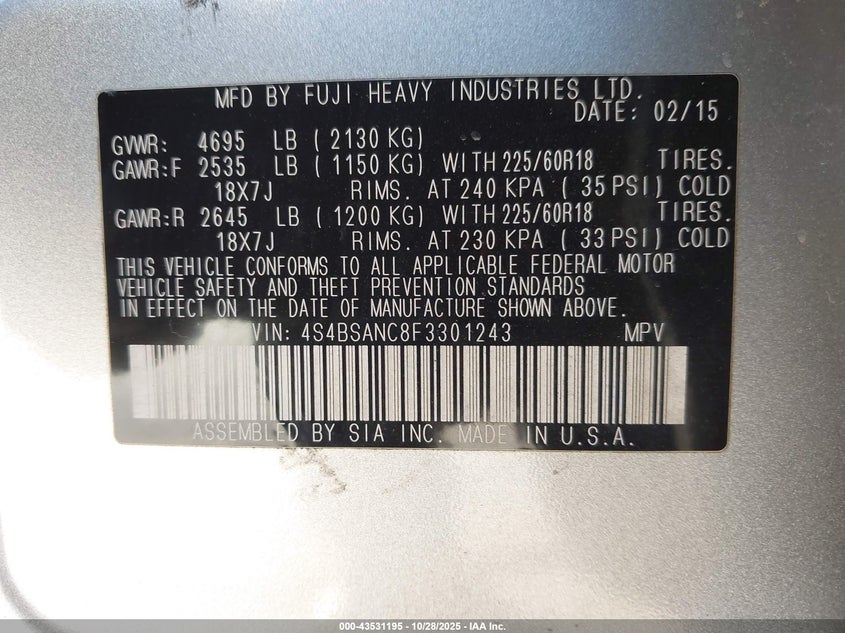 MFD BY FUJI HEAVY INDUSTRIES LTD.
DATE: 02/15
GVWR: 4695 LB ( 2130 KG)
GAWR:F 2535 LB ( 1150 KG) WITH 225/60R18 TIRES.
18X7J RIMS. AT 240 KPA ( 35 PSI) COLD
GAWR:R 2645 LB ( 1200 KG) WITH 225/60R18 TIRES.
18X7J RIMS. AT 230 KPA ( 33 PSI) COLD
THIS VEHICLE CONFORMS TO ALL APPLICABLE FEDERAL MOTOR
VEHICLE SAFETY AND THEFT PREVENTION STANDARDS
IN EFFECT ON THE DATE OF MANUFACTURE SHOWN ABOVE.
VIN: 4S4BSANC8F3301243 MPV
ASSEMBLED BY SIA INC. MADE IN U.S.A.
000-43531195 - 10/28/2025 - IAA Inc.